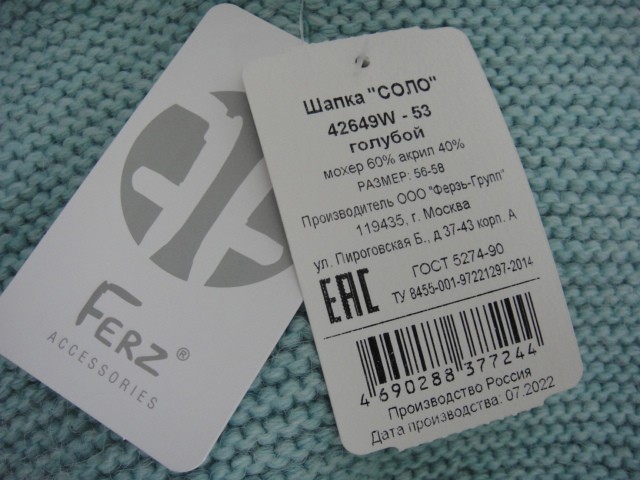 FERZ®
ACCESSORIES
Шапка "СОЛО"
42649W - 53
голубой
мохер 60% акрил 40%
РАЗМЕР: 56-58
Производитель ООО "Ферзь-Групп"
119435, г. Москва
ул. Пироговская Б., д 37-43 корп. А
ГОСТ 5274-90
EAC
ТУ 8455-001-97221297-2014
4 690288 377244
Производство Россия
Дата производства: 07.2022